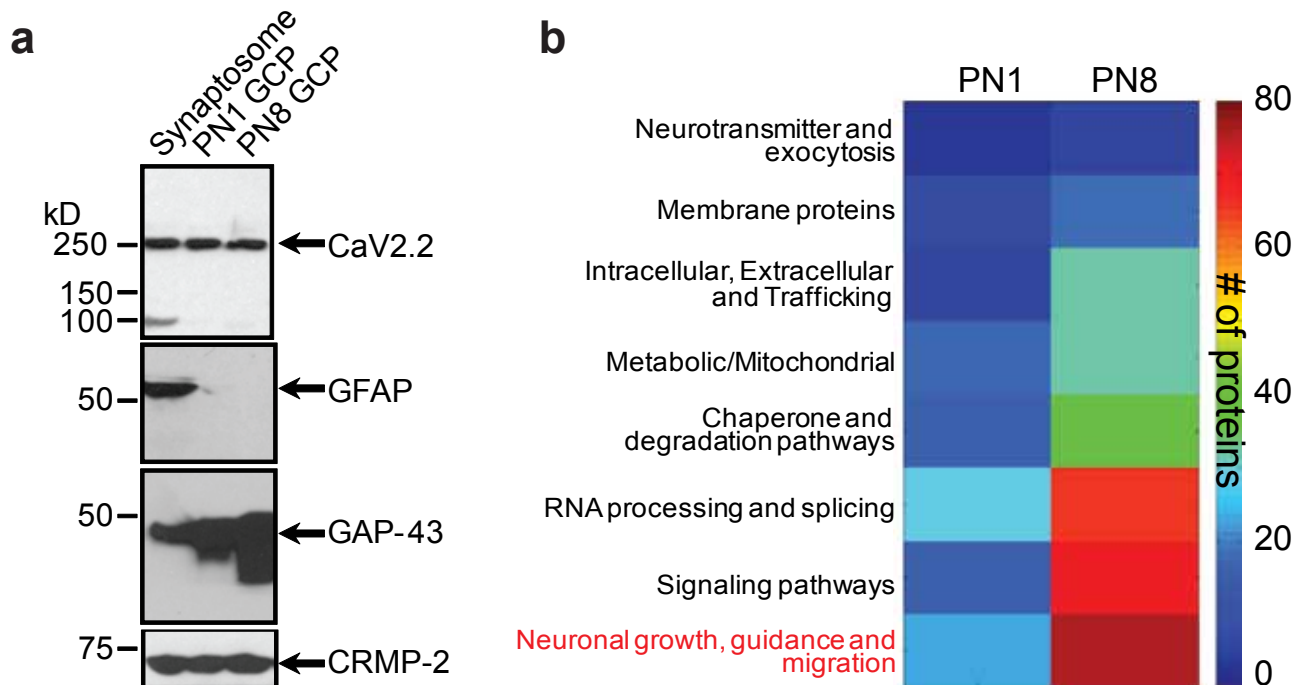 a
Synaptosome
PN1 GCP
PN8 GCP
kD
250
150
100
CaV2.2
50
GFAP
50
GAP-43
75
CRMP-2
b
PN1 PN8
Neurotransmitter and
exocytosis
Membrane proteins
Intracellular, Extracellular
and Trafficking
Metabolic/Mitochondrial
Chaperone and
degradation pathways
RNA processing and splicing
Signaling pathways
Neuronal growth, guidance and
migration
80
60
40
20
0
# of proteins